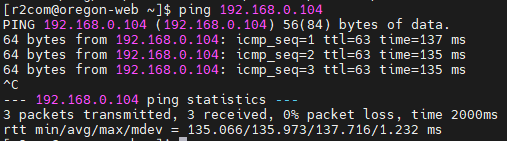 [r2com@oregon-web ~]$ ping 192.168.0.104
PING 192.168.0.104 (192.168.0.104) 56(84) bytes of data.
64 bytes from 192.168.0.104: icmp_seq=1 ttl=63 time=137 ms
64 bytes from 192.168.0.104: icmp_seq=2 ttl=63 time=135 ms
64 bytes from 192.168.0.104: icmp_seq=3 ttl=63 time=135 ms
^C
--- 192.168.0.104 ping statistics ---
3 packets transmitted, 3 received, 0% packet loss, time 2000ms
rtt min/avg/max/mdev = 135.066/135.973/137.716/1.232 ms